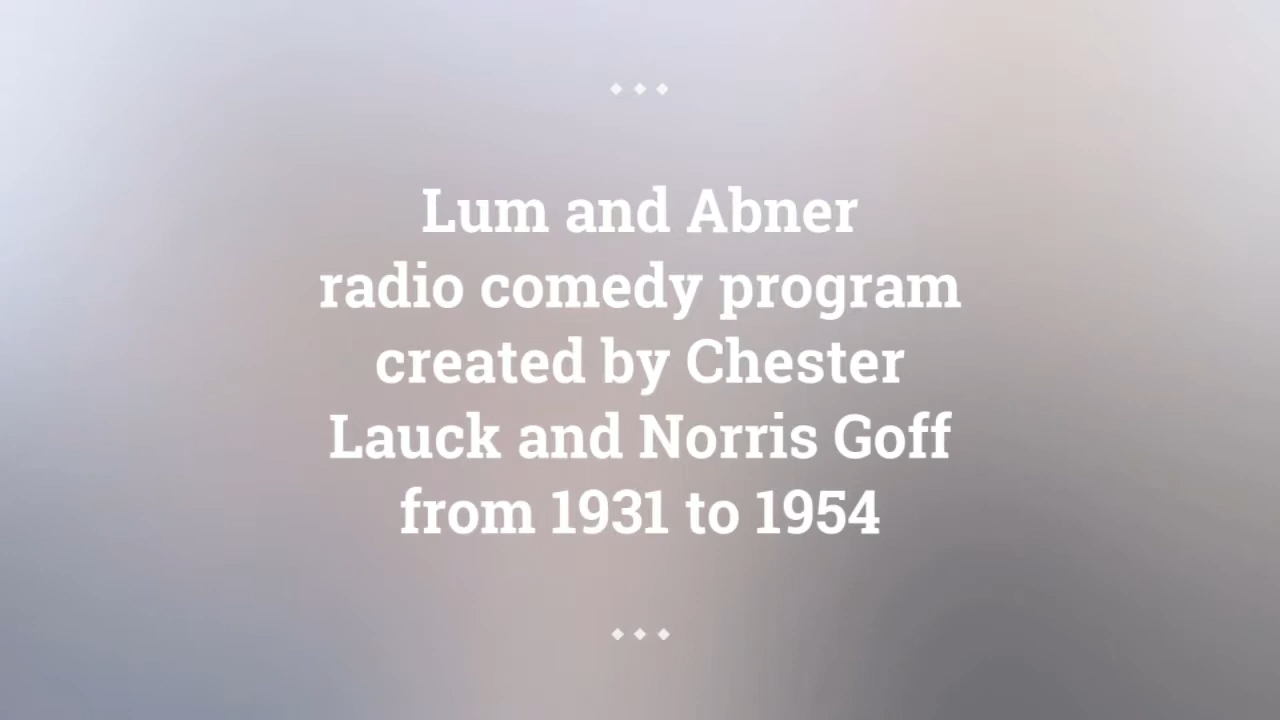 Lum and Abner
radio comedy program
created by Chester
Lauck and Norris Goff
from 1931 to 1954